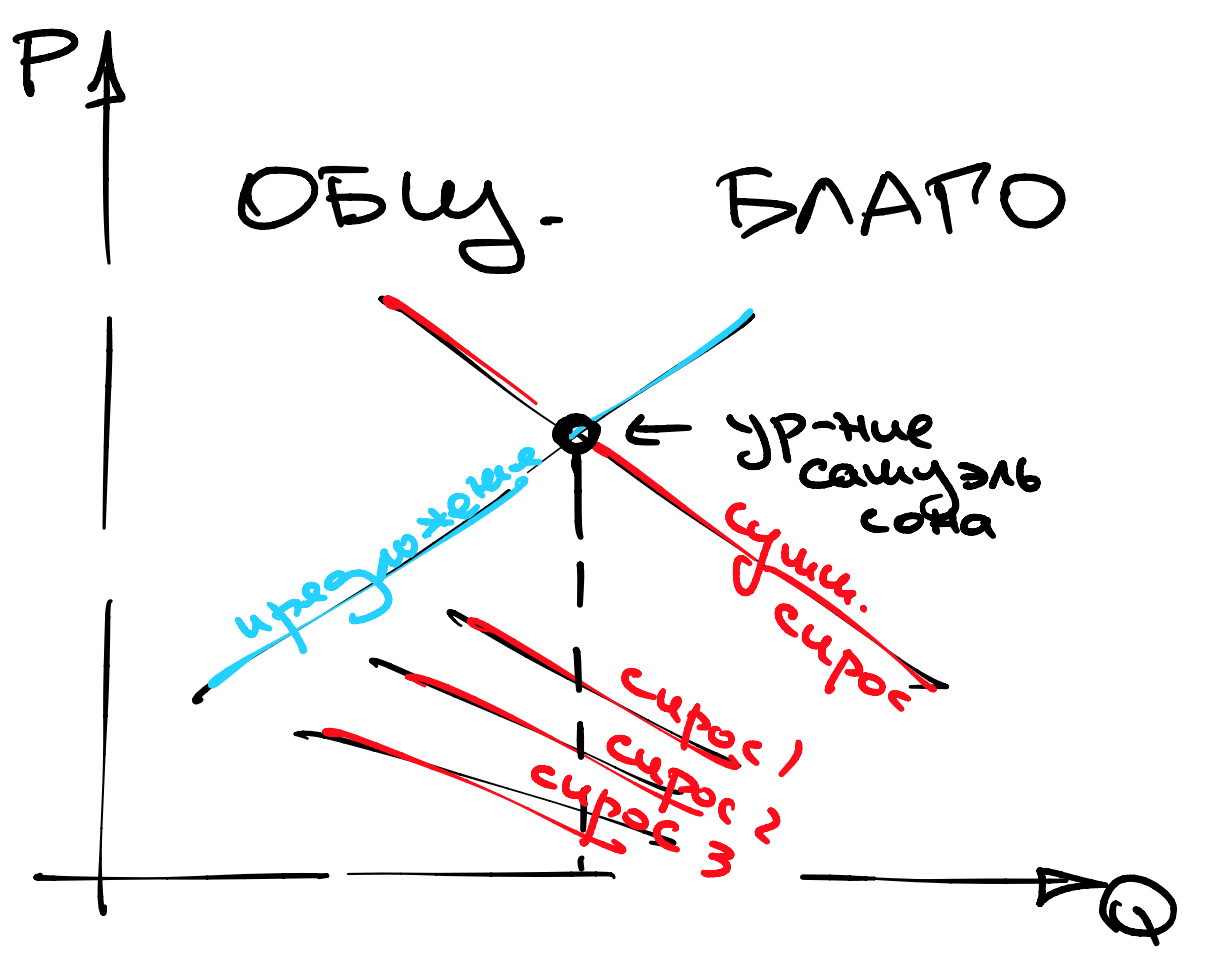 P
ОБЩ. БЛАГО
ур-ние
самуэль
сона
предложение
сумм.
спрос
спрос 1
спрос 2
спрос 3
Q